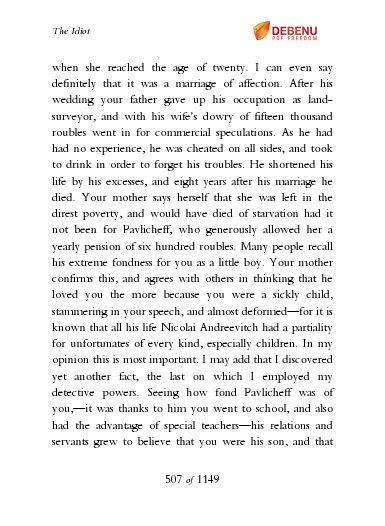 The Idiot
DEBENU
PDF FREEDOM
when she reached the age of twenty. I can even say
definitely that it was a marriage of affection. After his
wedding your father gave up his occupation as land-
surveyor, and with his wife's dowry of fifteen thousand
roubles went in for commercial speculations. As he had
had no experience, he was cheated on all sides, and took
to drink in order to forget his troubles. He shortened his
life by his excesses, and eight years after his marriage he
died. Your mother says herself that she was left in the
direst poverty, and would have died of starvation had it
not been for Pavlicheff, who generously allowed her a
yearly pension of six hundred roubles. Many people recall
his extreme fondness for you as a little boy. Your mother
confirms this, and agrees with others in thinking that he
loved you the more because you were a sickly child,
stammering in your speech, and almost deformed—for it is
known that all his life Nicolai Andreevitch had a partiality
for unfortunates of every kind, especially children. In my
opinion this is most important. I may add that I discovered
yet another fact, the last on which I employed my
detective powers. Seeing how fond Pavlicheff was of
you,—it was thanks to him you went to school, and also
had the advantage of special teachers—his relations and
servants grew to believe that you were his son, and that
507 of 1149